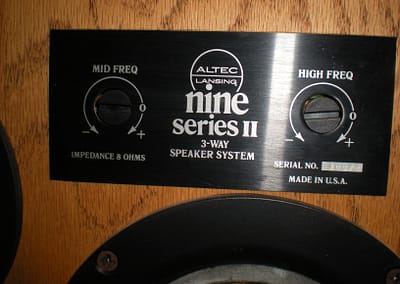 MID FREQ
0
- +
IMPEDANCE 8 OHMS
ALTEC
LANSING
nine
series II
3-WAY
SPEAKER SYSTEM
HIGH FREQ
0
- +
SERIAL NO.
MADE IN U.S.A.